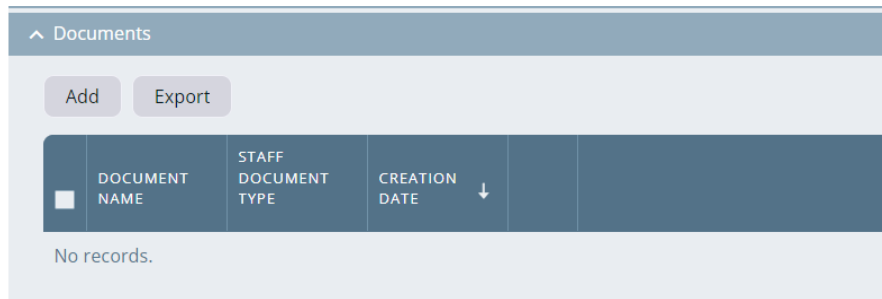 Documents
Add Export
DOCUMENT NAME
STAFF DOCUMENT TYPE
CREATION DATE
No records.